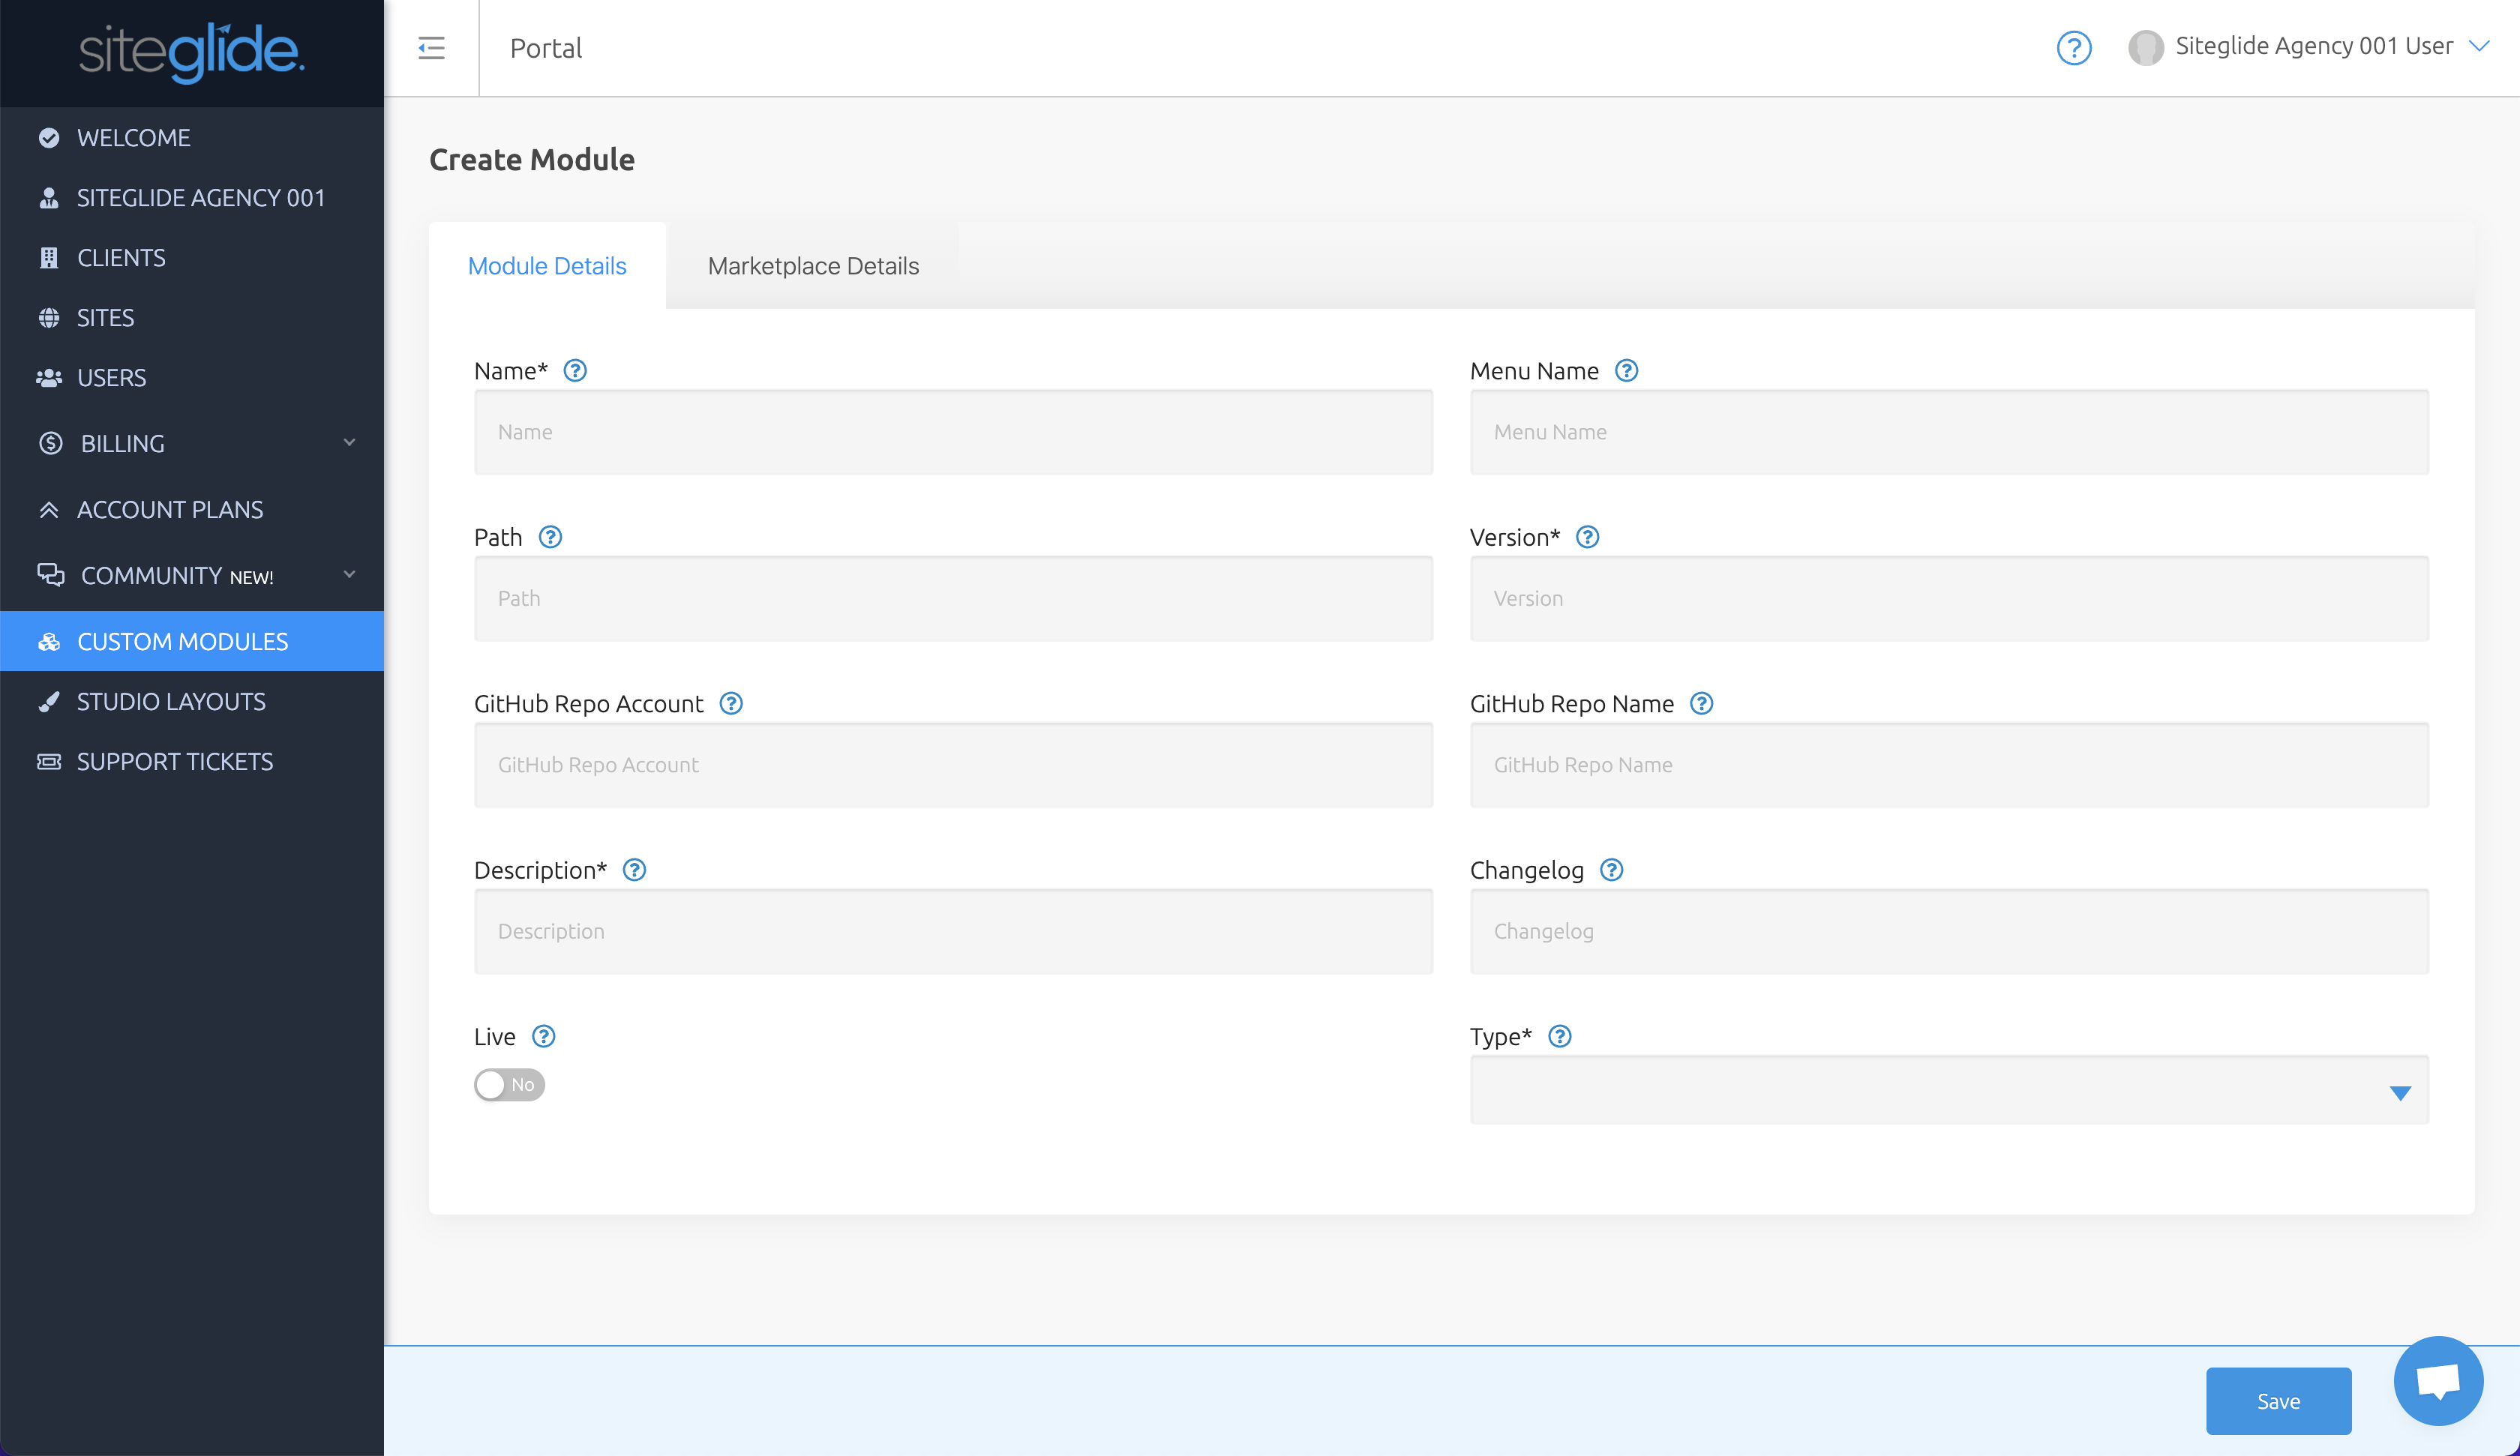 siteglide.
Portal
Siteglide Agency 001 User
WELCOME
SITEGLIDE AGENCY 001
CLIENTS
SITES
USERS
BILLING
ACCOUNT PLANS
COMMUNITY NEW!
CUSTOM MODULES
STUDIO LAYOUTS
SUPPORT TICKETS
Create Module
Module Details
Marketplace Details
Name*
Name
Menu Name
Menu Name
Path
Path
Version*
Version
GitHub Repo Account
GitHub Repo Account
GitHub Repo Name
GitHub Repo Name
Description*
Description
Changelog
Changelog
Live
No
Type*
Save